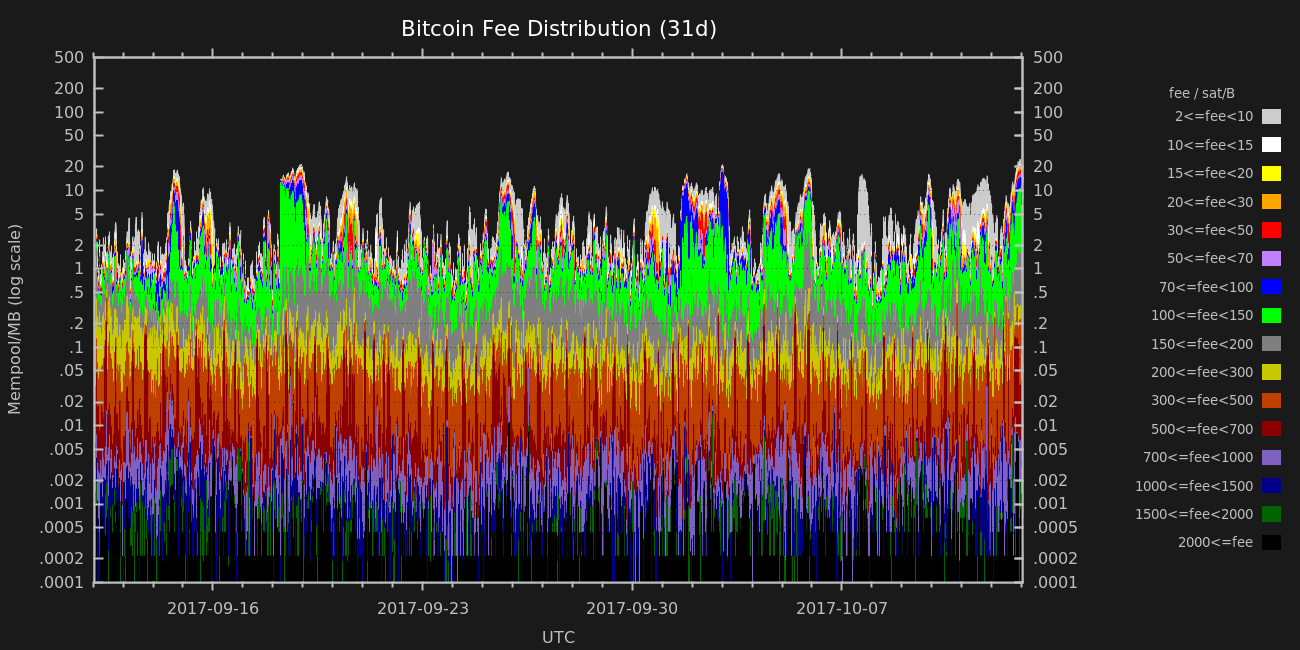 Bitcoin Fee Distribution (31d)
500
200
100
50
20
10
5
2
1
.5
.2
.1
.05
.02
.01
.005
.002
.001
.0005
.0002
.0001
Mempool/MB (log scale)
500
200
100
50
20
10
5
2
1
.5
.2
.1
.05
.02
.01
.005
.002
.001
.0005
.0002
.0001
2017-09-16 2017-09-23 2017-09-30 2017-10-07
UTC
fee / sat/B
2<=fee<10
10<=fee<15
15<=fee<20
20<=fee<30
30<=fee<50
50<=fee<70
70<=fee<100
100<=fee<150
150<=fee<200
200<=fee<300
300<=fee<500
500<=fee<700
700<=fee<1000
1000<=fee<1500
1500<=fee<2000
2000<=fee